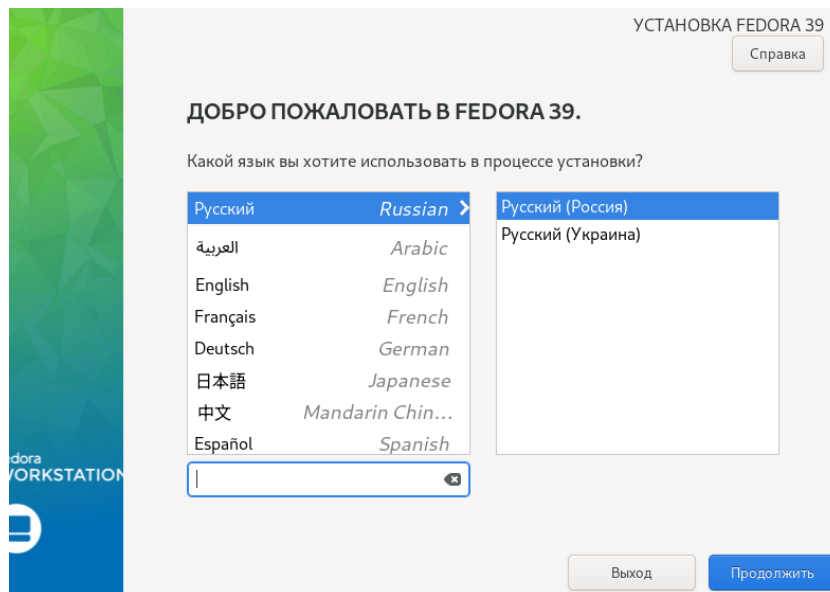 УСТАНОВКА FEDORA 39
Справка
ДОБРО ПОЖАЛОВАТЬ В FEDORA 39.
Какой язык вы хотите использовать в процессе установки?
Русский Russian
العربية Arabic
English English
Français French
Deutsch German
日本語 Japanese
中文 Mandarin Chin...
Español Spanish
Русский (Россия)
Русский (Украина)
dora
ORKSTATION
Выход
Продолжить